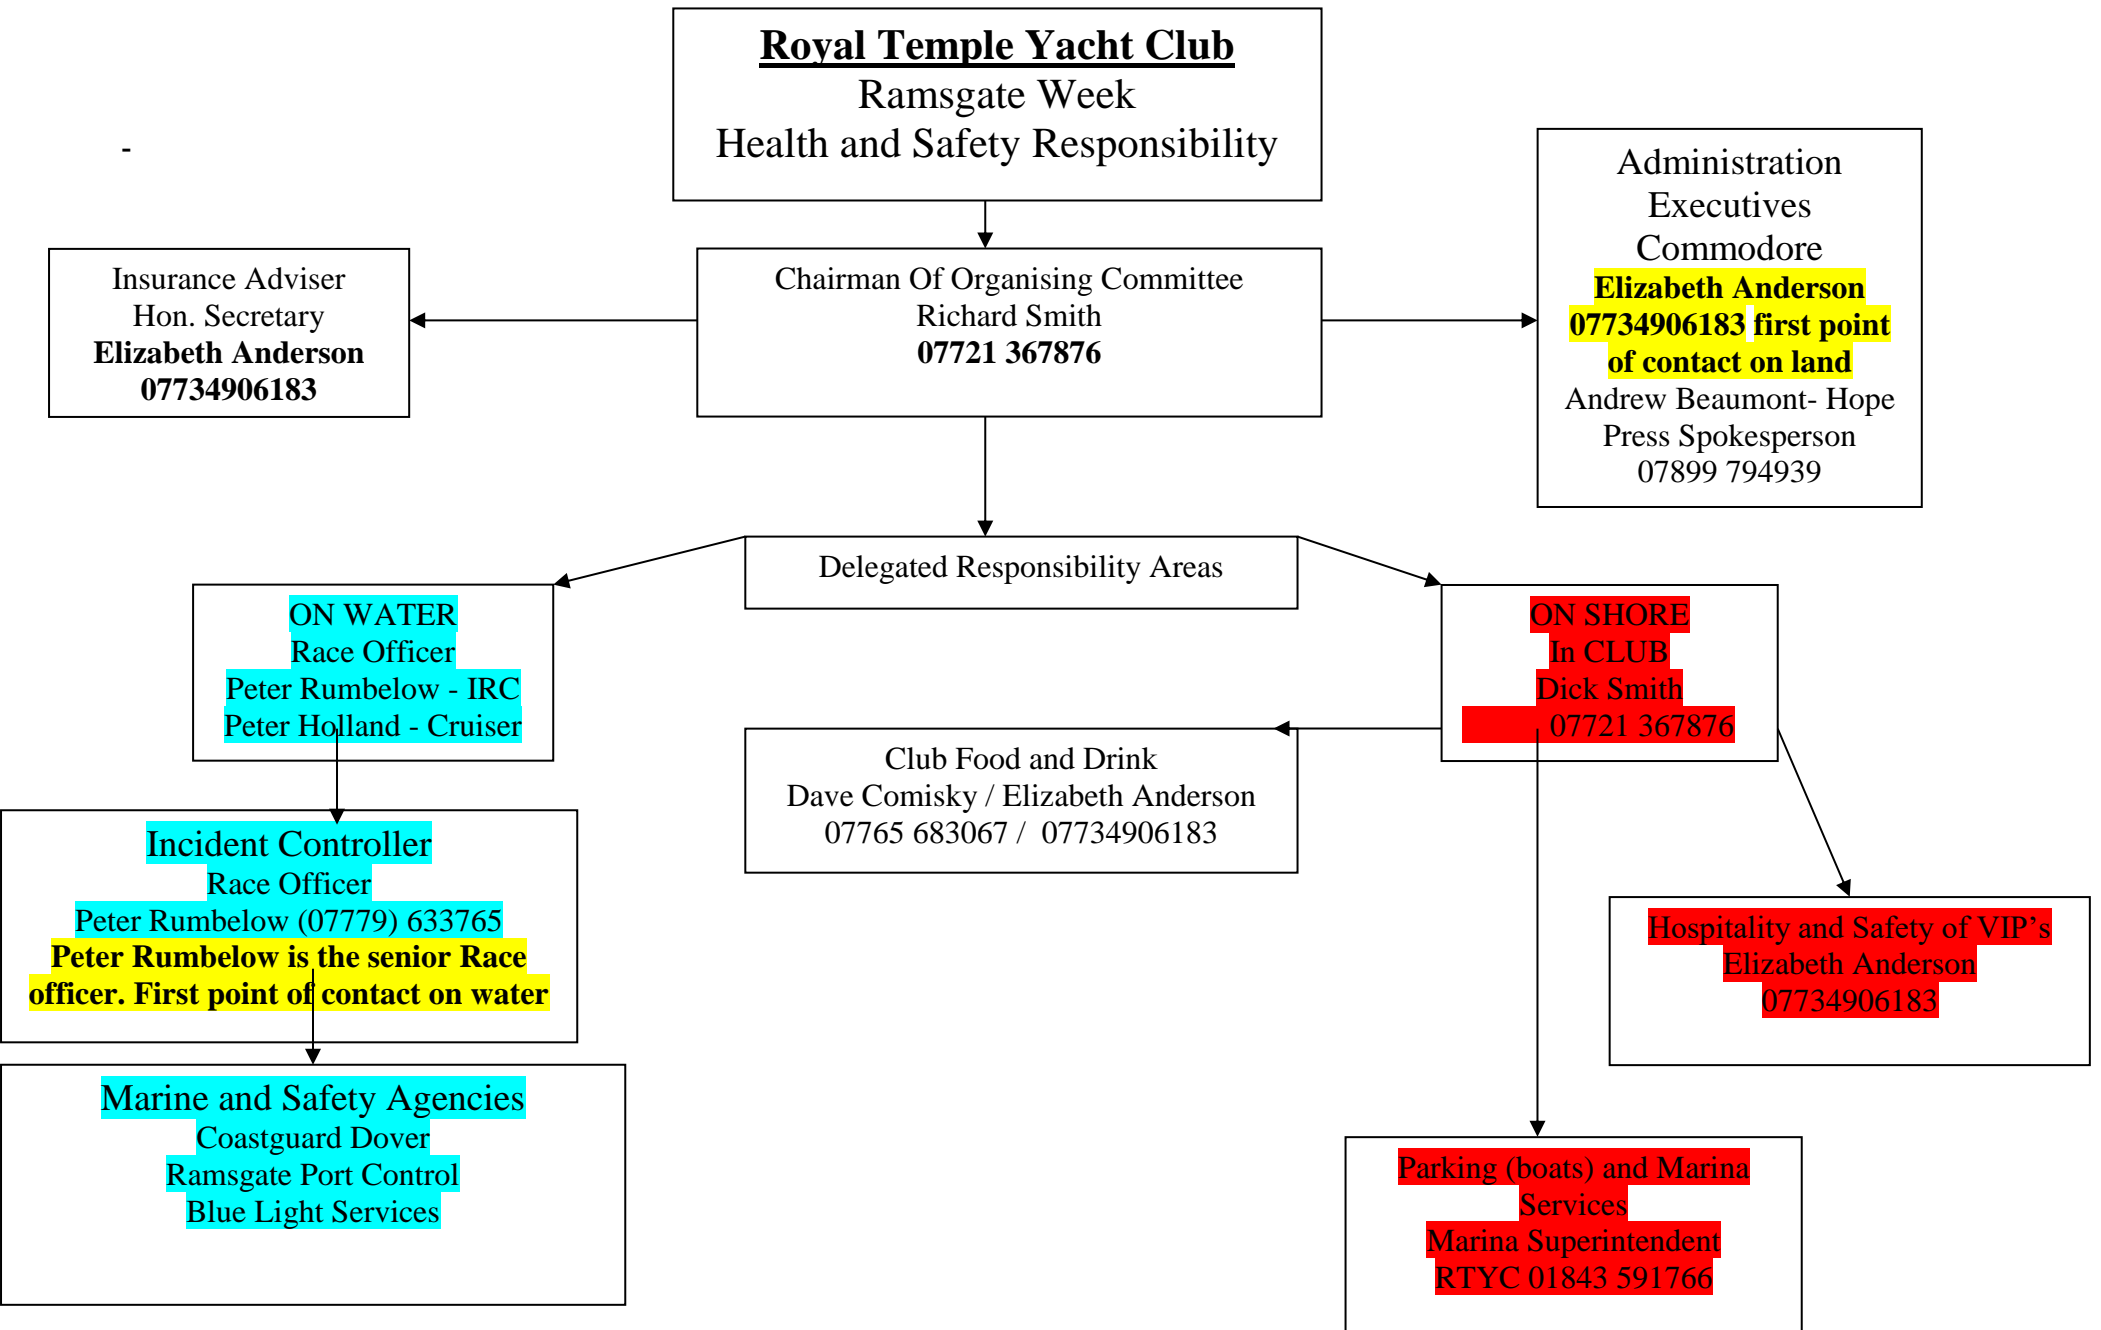 Royal Temple Yacht Club
Ramsgate Week
Health and Safety Responsibility
-
Administration
Executives
Commodore
Elizabeth Anderson
07734906183 first point
of contact on land
Andrew Beaumont- Hope
Press Spokesperson
07899 794939
Insurance Adviser
Hon. Secretary
Elizabeth Anderson
07734906183
Chairman Of Organising Committee
Richard Smith
07721 367876
Delegated Responsibility Areas
ON WATER
Race Officer
Peter Rumbelow - IRC
Peter Holland - Cruiser
ON SHORE
In CLUB
Dick Smith
07721 367876
Club Food and Drink
Dave Comisky / Elizabeth Anderson
07765 683067 /  07734906183
Incident Controller
Race Officer
Peter Rumbelow (07779) 633765
Peter Rumbelow is the senior Race
officer. First point of contact on water
Hospitality and Safety of VIP’s
Elizabeth Anderson
07734906183
Marine and Safety Agencies
Coastguard Dover
Ramsgate Port Control
Blue Light Services
Parking (boats) and Marina
Services
Marina Superintendent
RTYC 01843 591766